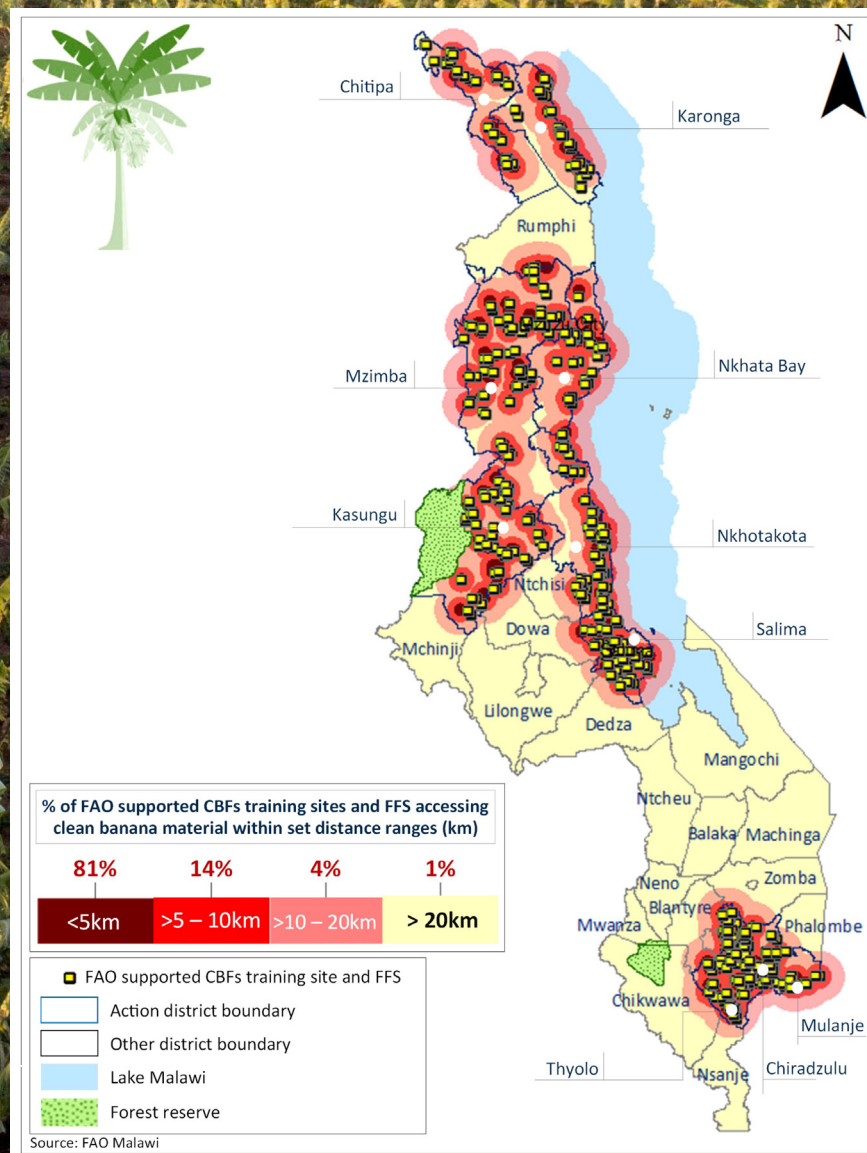 N
Chitipa
Karonga
Rumphi
Mzimba
Nkhata Bay
Kasungu
Nkhotakota
Ntchisi
Salima
Dowa
Mchinji
Lilongwe
Dedza
Mangochi
Ntcheu
Balaka
Machinga
Neno
Zomba
Blantyre
Mwanza
Phalombe
Chikwawa
Mulanje
Thyolo
Chiradzulu
Nsanje
% of FAO supported CBFs training sites and FFS accessing
clean banana material within set distance ranges (km)
81% 14% 4% 1%
<5km >5 – 10km >10 – 20km > 20km
FAO supported CBFs training site and FFS
Action district boundary
Other district boundary
Lake Malawi
Forest reserve
Source: FAO Malawi